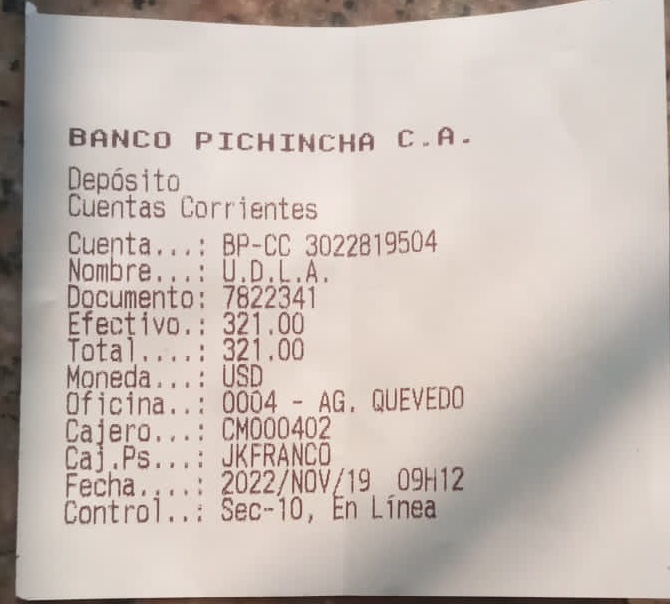 BANCO PICHINCHA C.A.
Depósito
Cuentas Corrientes
Cuenta...: BP-CC 3022819504
Nombre...: U.D.L.A.
Documento: 7822341
Efectivo.: 321.00
Total....: 321.00
Moneda...: USD
Oficina..: 0004 - AG. QUEVEDO
Cajero...: CM000402
Caj.Ps...: JKFRANCO
Fecha....: 2022/NOV/19 09H12
Control..: Sec-10, En Línea